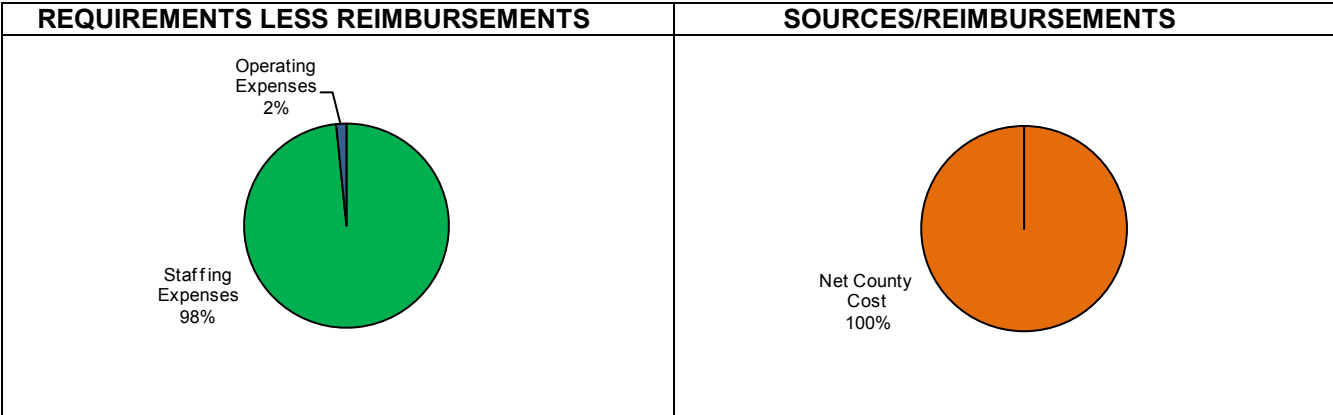 REQUIREMENTS LESS REIMBURSEMENTS
SOURCES/REIMBURSEMENTS
Operating
Expenses
2%
Staffing
Expenses
98%
Net County
Cost
100%